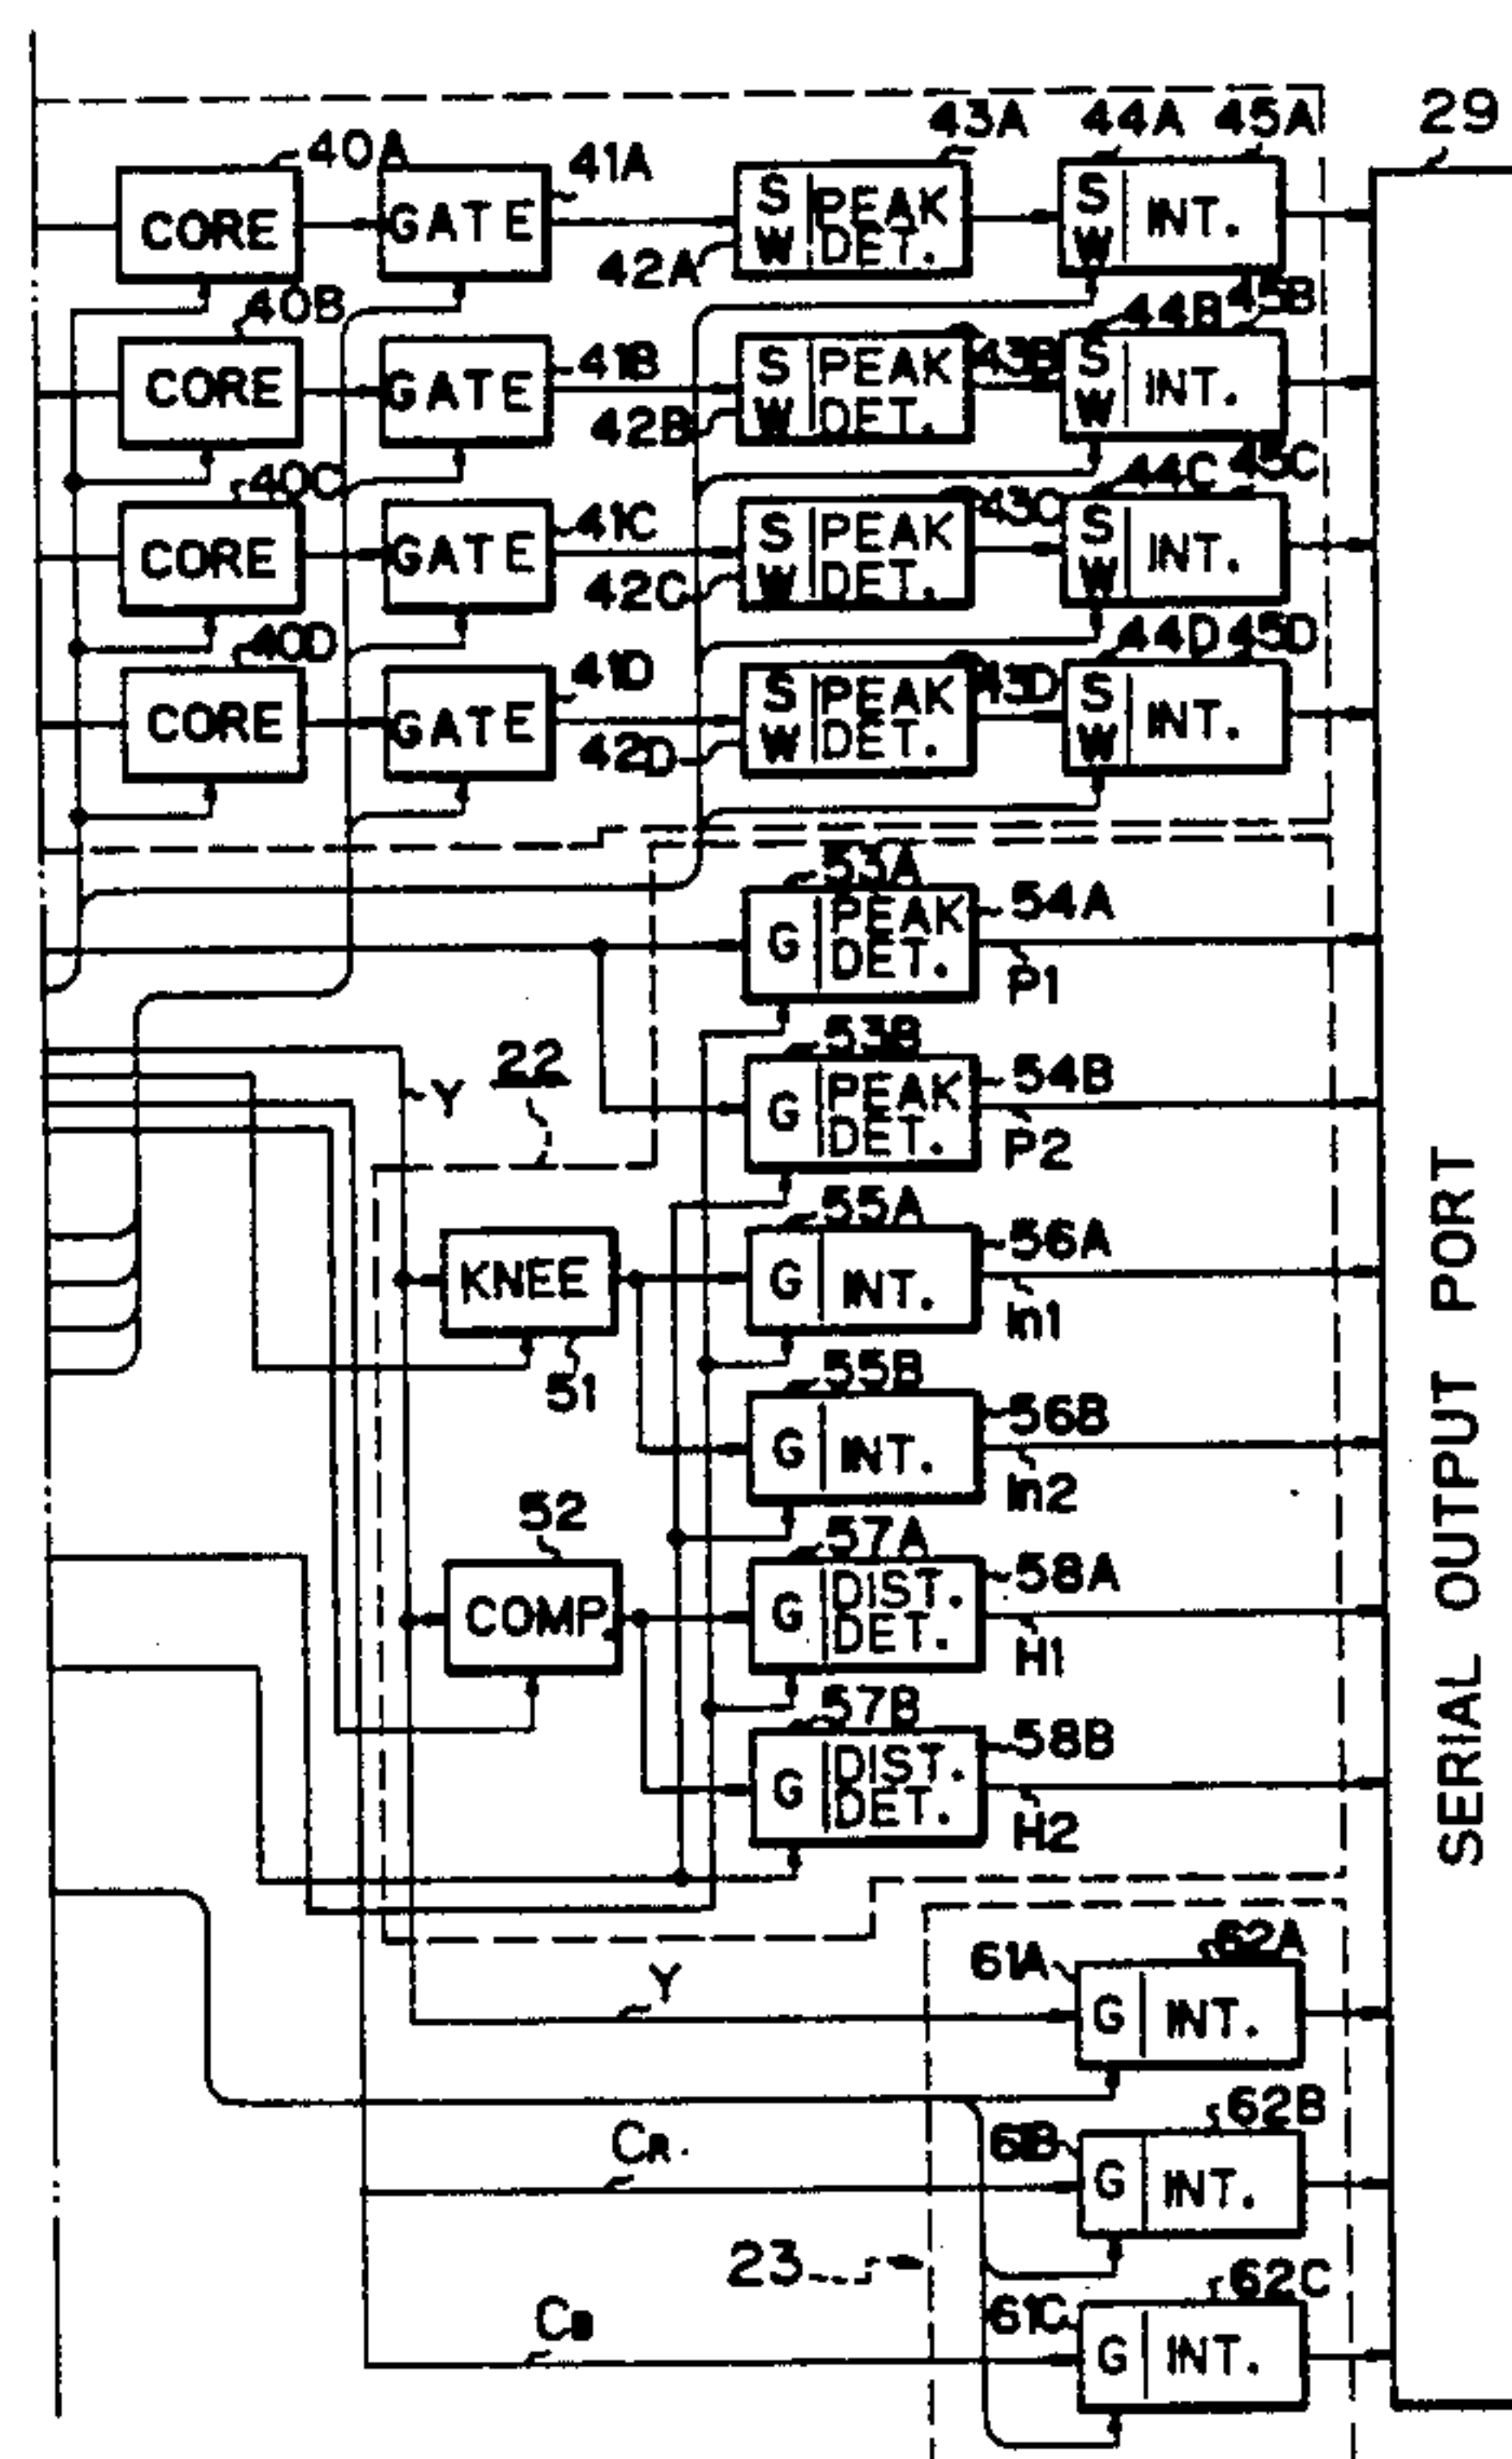 43A 44A 45A 29
40A 41A
CORE GATE S W PEAK DET. S W INT.
42A
40B 44B 45B
41B 43B
CORE GATE S W PEAK DET. S W INT.
42B
40C 44C 45C
41C 43C
CORE GATE S W PEAK DET. S W INT.
42C
40D 44D 45D
41D 43D
CORE GATE S W PEAK DET. S W INT.
42D
53A
G PEAK DET. 54A
P1
53B
22
Y G PEAK DET. 54B
P2
55A
56A
KNEE G INT.
In1
51 55B
56B
G INT.
In2
52 57A
58A
COMP. G DIST. DET.
H1
57B
58B
G DIST. DET.
H2
SERIAL OUTPUT PORT
61A 62A
Y G INT.
62B
CR 61B G INT.
23
62C
CB 61C G INT.